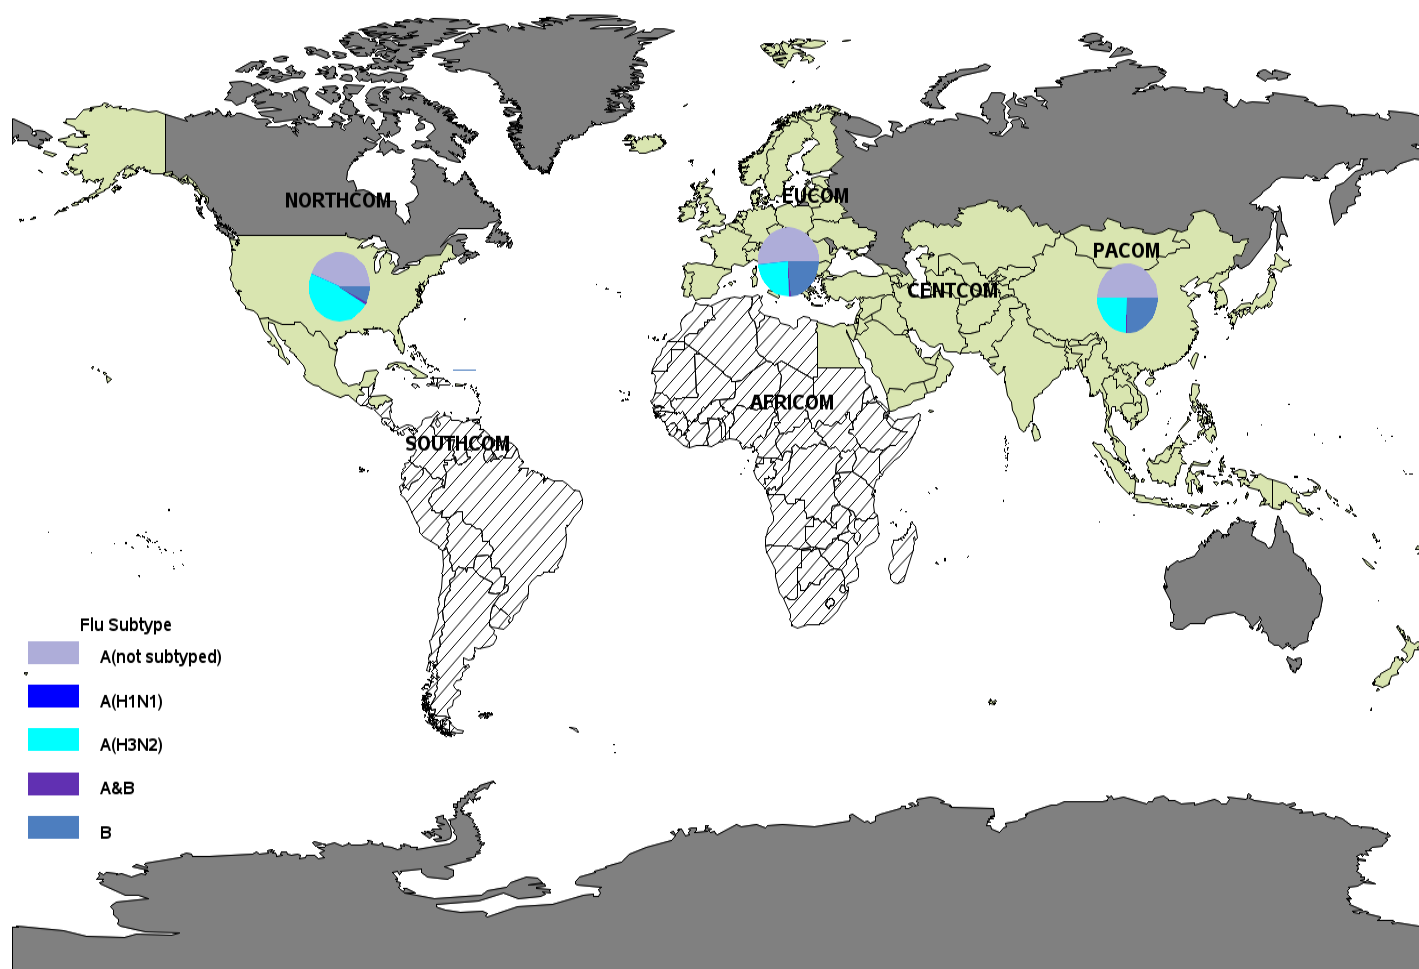 NORTHCOM
EUCOM
PACOM
CENTCOM
AFRICOM
SOUTHCOM
Flu Subtype
A(not subtyped)
A(H1N1)
A(H3N2)
A&B
B